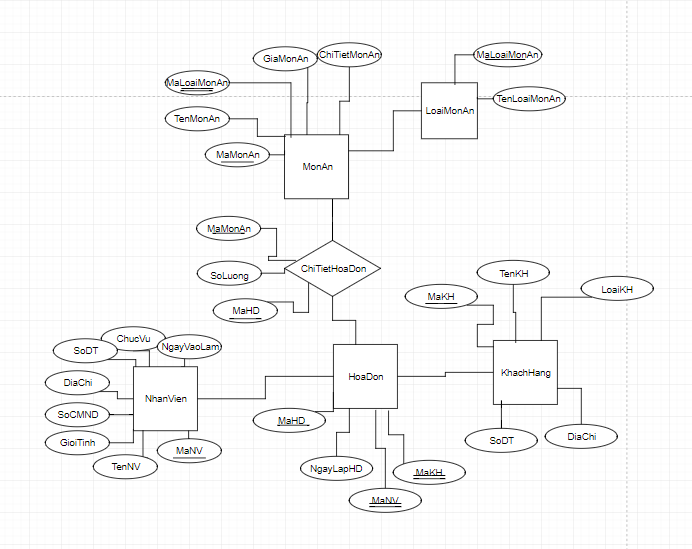 GiaMonAn
ChiTietMonAn
MaLoaiMonAn
MaLoaiMonAn
TenLoaiMonAn
LoaiMonAn
TenMonAn
MaMonAn
MonAn
MaMonAn
ChiTietHoaDon
SoLuong
MaHD
TenKH
LoaiKH
MaKH
ChucVu
NgayVaoLam
SoDT
DiaChi
NhanVien
HoaDon
KhachHang
SoCMND
MaHD
GioiTinh
MaNV
TenNV
NgayLapHD
MaKH
MaNV
SoDT
DiaChi